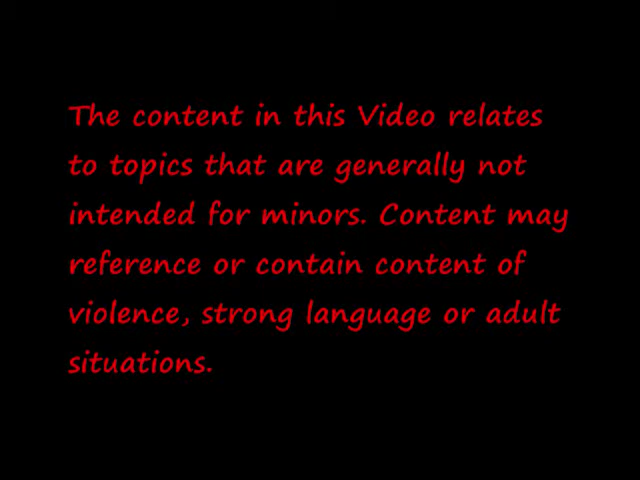 The content in this Video relates
to topics that are generally not
intended for minors. Content may
reference or contain content of
violence, strong language or adult
situations.